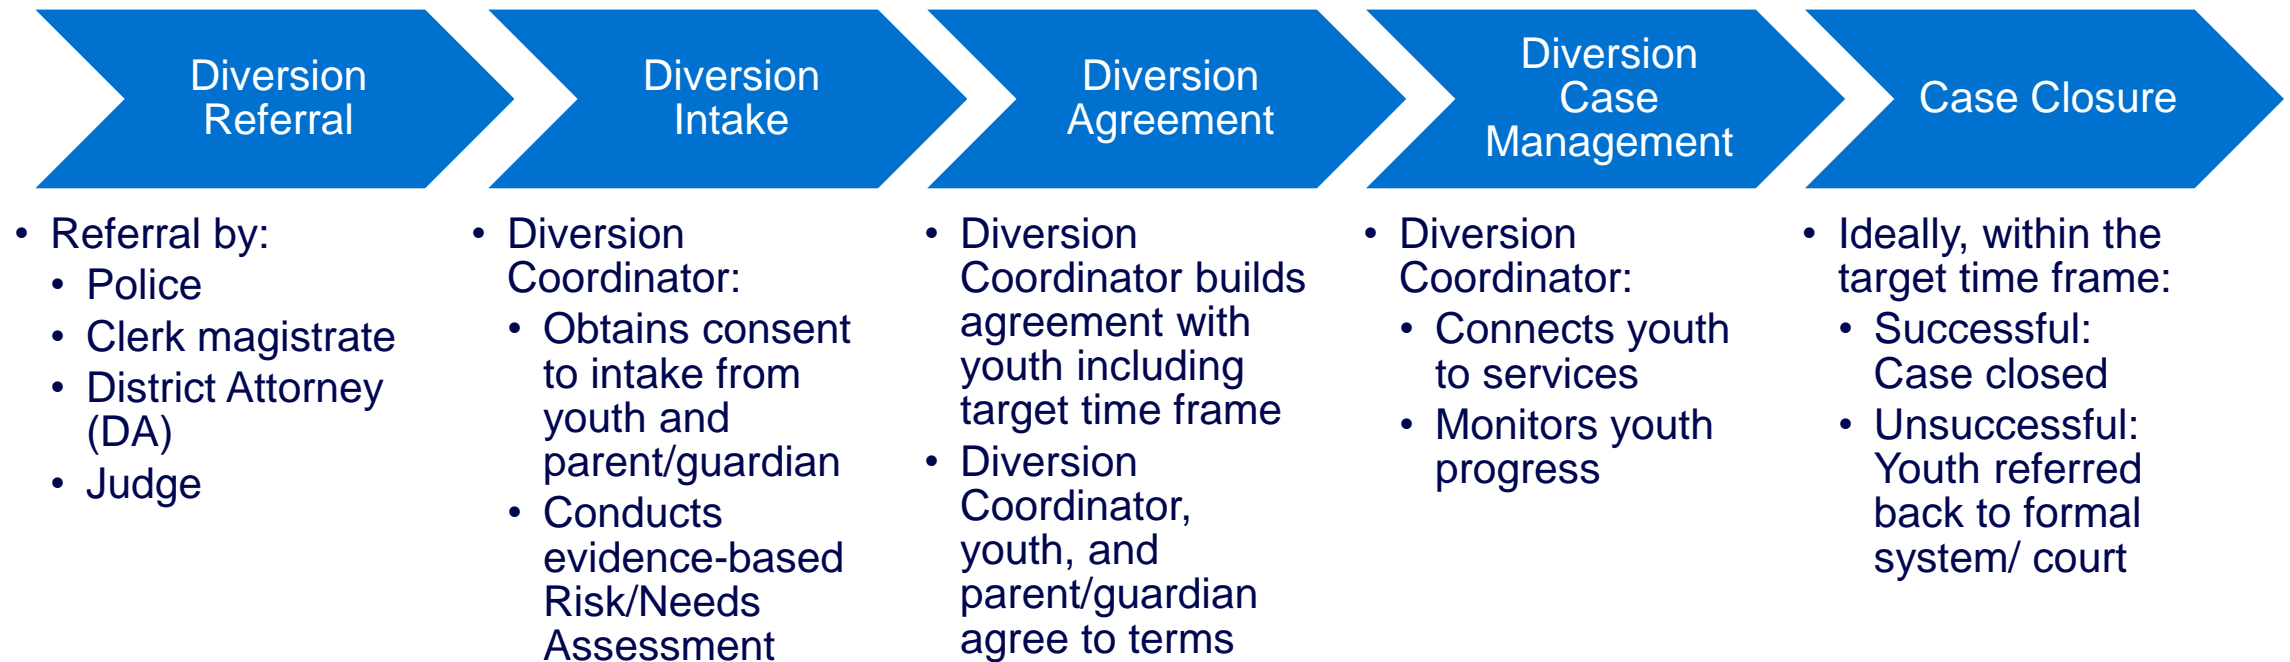 Diversion
Referral
Diversion
Intake
Diversion
Agreement
Diversion
Case
Management
Case Closure
• Referral by:
• Police
• Clerk magistrate
• District Attorney
(DA)
• Judge
• Diversion
Coordinator:
• Obtains consent
to intake from
youth and
parent/guardian
• Conducts
evidence-based
Risk/Needs
Assessment
• Diversion
Coordinator builds
agreement with
youth including
target time frame
• Diversion
Coordinator,
youth, and
parent/guardian
agree to terms
• Diversion
Coordinator:
• Connects youth
to services
• Monitors youth
progress
• Ideally, within the
target time frame:
• Successful:
Case closed
• Unsuccessful:
Youth referred
back to formal
system/ court